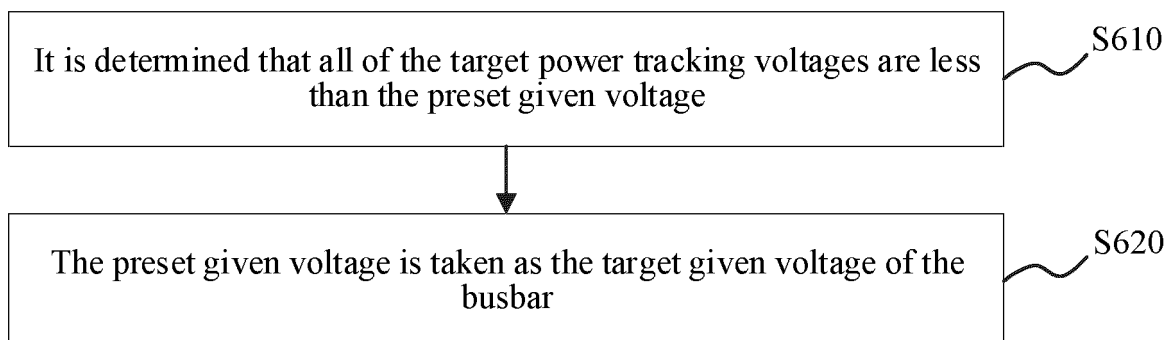 It is determined that all of the target power tracking voltages are less
than the preset given voltage
S610
The preset given voltage is taken as the target given voltage of the
busbar
S620